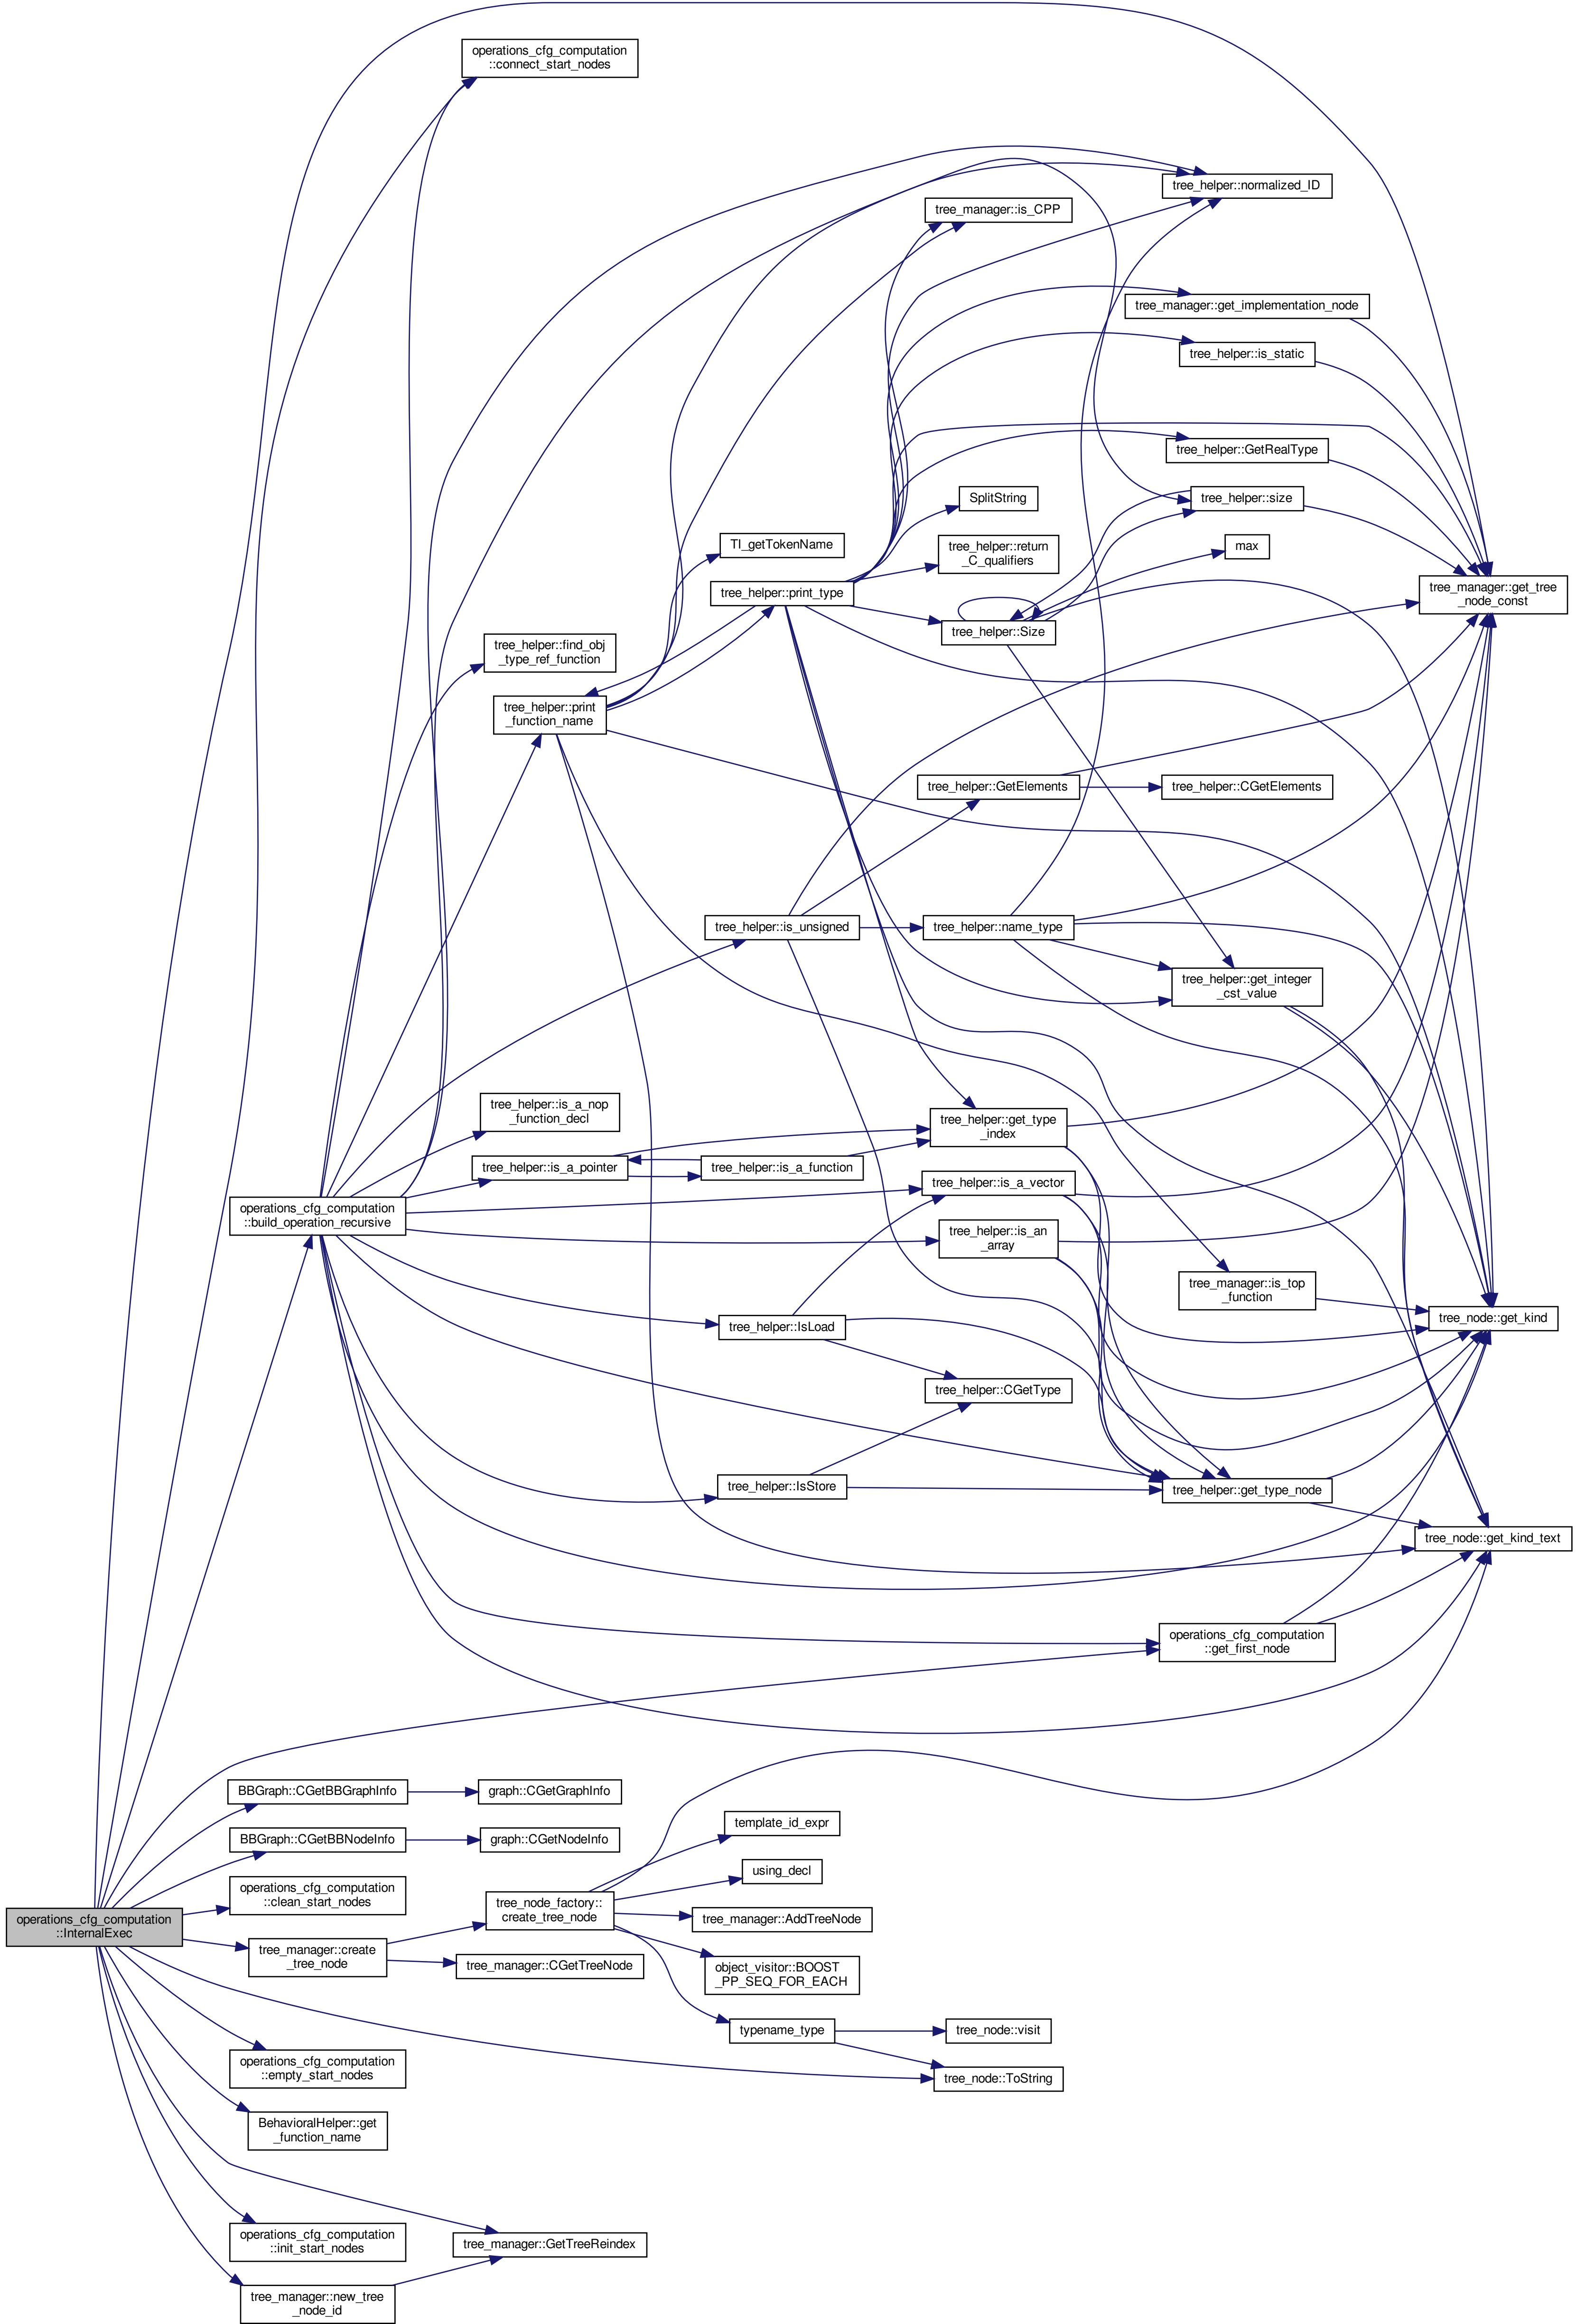 operations_cfg_computation
::connect_start_nodes
tree_helper::normalized_ID
tree_manager::is_CPP
tree_manager::get_implementation_node
tree_helper::is_static
tree_helper::GetRealType
SplitString
tree_helper::size
TI_getTokenName
max
tree_helper::return
_C_qualifiers
tree_helper::print_type
tree_manager::get_tree
_node_const
tree_helper::Size
tree_helper::find_obj
_type_ref_function
tree_helper::print
_function_name
tree_helper::GetElements
tree_helper::CGetElements
tree_helper::is_unsigned
tree_helper::name_type
tree_helper::get_integer
_cst_value
tree_helper::is_a_nop
_function_decl
tree_helper::get_type
_index
tree_helper::is_a_pointer
tree_helper::is_a_function
tree_helper::is_a_vector
operations_cfg_computation
::build_operation_recursive
tree_helper::is_an
_array
tree_manager::is_top
_function
tree_node::get_kind
tree_helper::IsLoad
tree_helper::CGetType
tree_helper::IsStore
tree_helper::get_type_node
tree_node::get_kind_text
operations_cfg_computation
::get_first_node
BBGraph::CGetBBGraphInfo
graph::CGetGraphInfo
template_id_expr
BBGraph::CGetBBNodeInfo
graph::CGetNodeInfo
using_decl
operations_cfg_computation
::clean_start_nodes
tree_node_factory::
create_tree_node
tree_manager::AddTreeNode
operations_cfg_computation
::InternalExec
tree_manager::create
_tree_node
tree_manager::CGetTreeNode
object_visitor::BOOST
_PP_SEQ_FOR_EACH
typename_type
tree_node::visit
operations_cfg_computation
::empty_start_nodes
tree_node::ToString
BehavioralHelper::get
_function_name
operations_cfg_computation
::init_start_nodes
tree_manager::GetTreeReindex
tree_manager::new_tree
_node_id